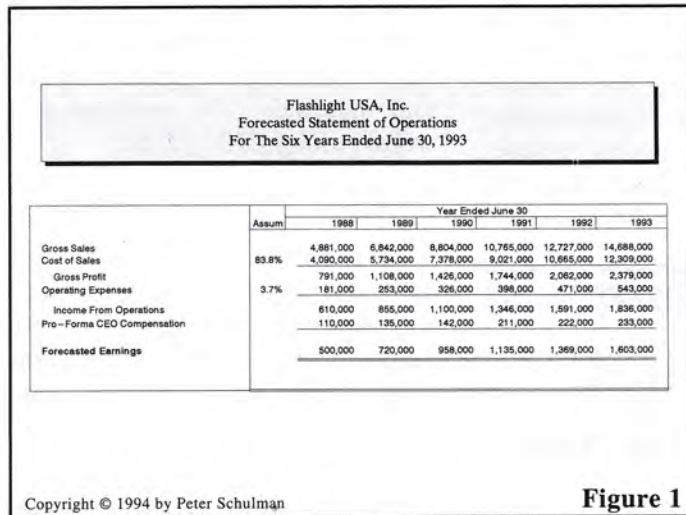 Flashlight USA, Inc.
Forecasted Statement of Operations
For The Six Years Ended June 30, 1993
Year Ended June 30
Assum 1988 1989 1990 1991 1992 1993
Gross Sales 4,881,000 6,842,000 8,804,000 10,765,000 12,727,000 14,688,000
Cost of Sales 83.8% 4,090,000 5,734,000 7,378,000 9,021,000 10,665,000 12,309,000
Gross Profit 791,000 1,108,000 1,426,000 1,744,000 2,062,000 2,379,000
Operating Expenses 3.7% 181,000 253,000 326,000 398,000 471,000 543,000
Income From Operations 610,000 855,000 1,100,000 1,346,000 1,591,000 1,836,000
Pro-Forma CEO Compensation 110,000 135,000 142,000 211,000 222,000 233,000
Forecasted Earnings 500,000 720,000 958,000 1,135,000 1,369,000 1,603,000
Copyright © 1994 by Peter Schulman
Figure 1